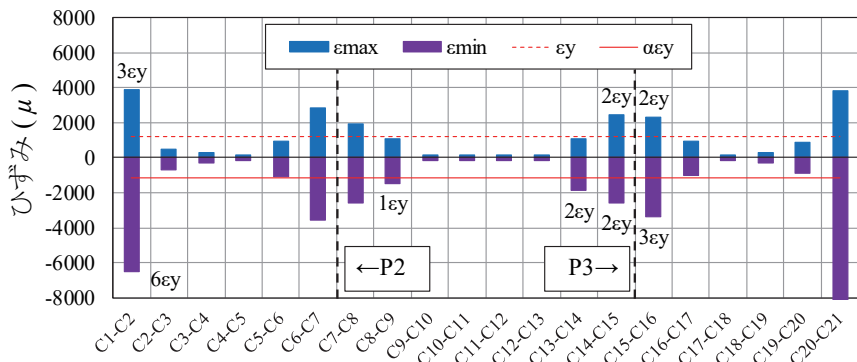 8000
6000
4000
2000
0
-2000
-4000
-6000
-8000
ひずみ(μ)
εmax εmin εy αεy
3εy
6εy
1εy
2εy
2εy
2εy
2εy
3εy
←P2
P3→
C1-C2
C2-C3
C3-C4
C4-C5
C5-C6
C6-C7
C7-C8
C8-C9
C9-C10
C10-C11
C11-C12
C12-C13
C13-C14
C14-C15
C15-C16
C16-C17
C17-C18
C18-C19
C19-C20
C20-C21